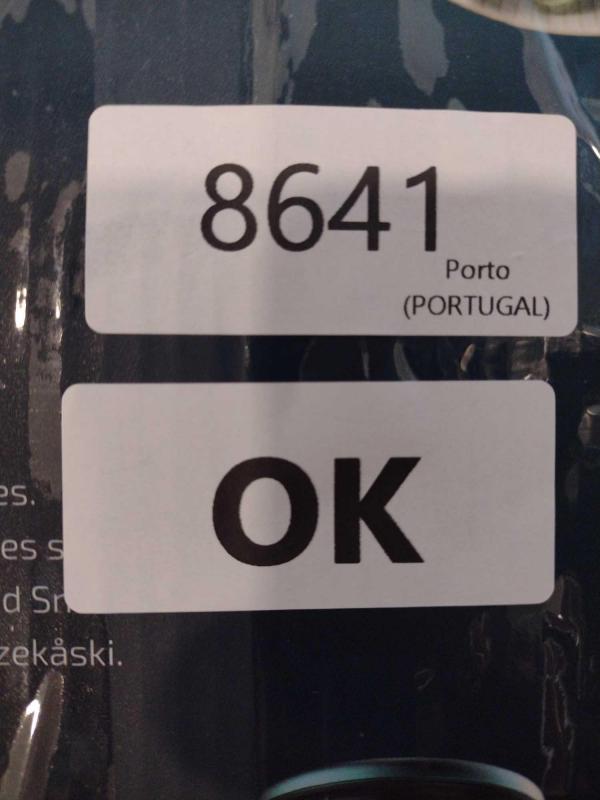 8641
Porto
(PORTUGAL)
OK
es.
es s
d Sn
zekåski.